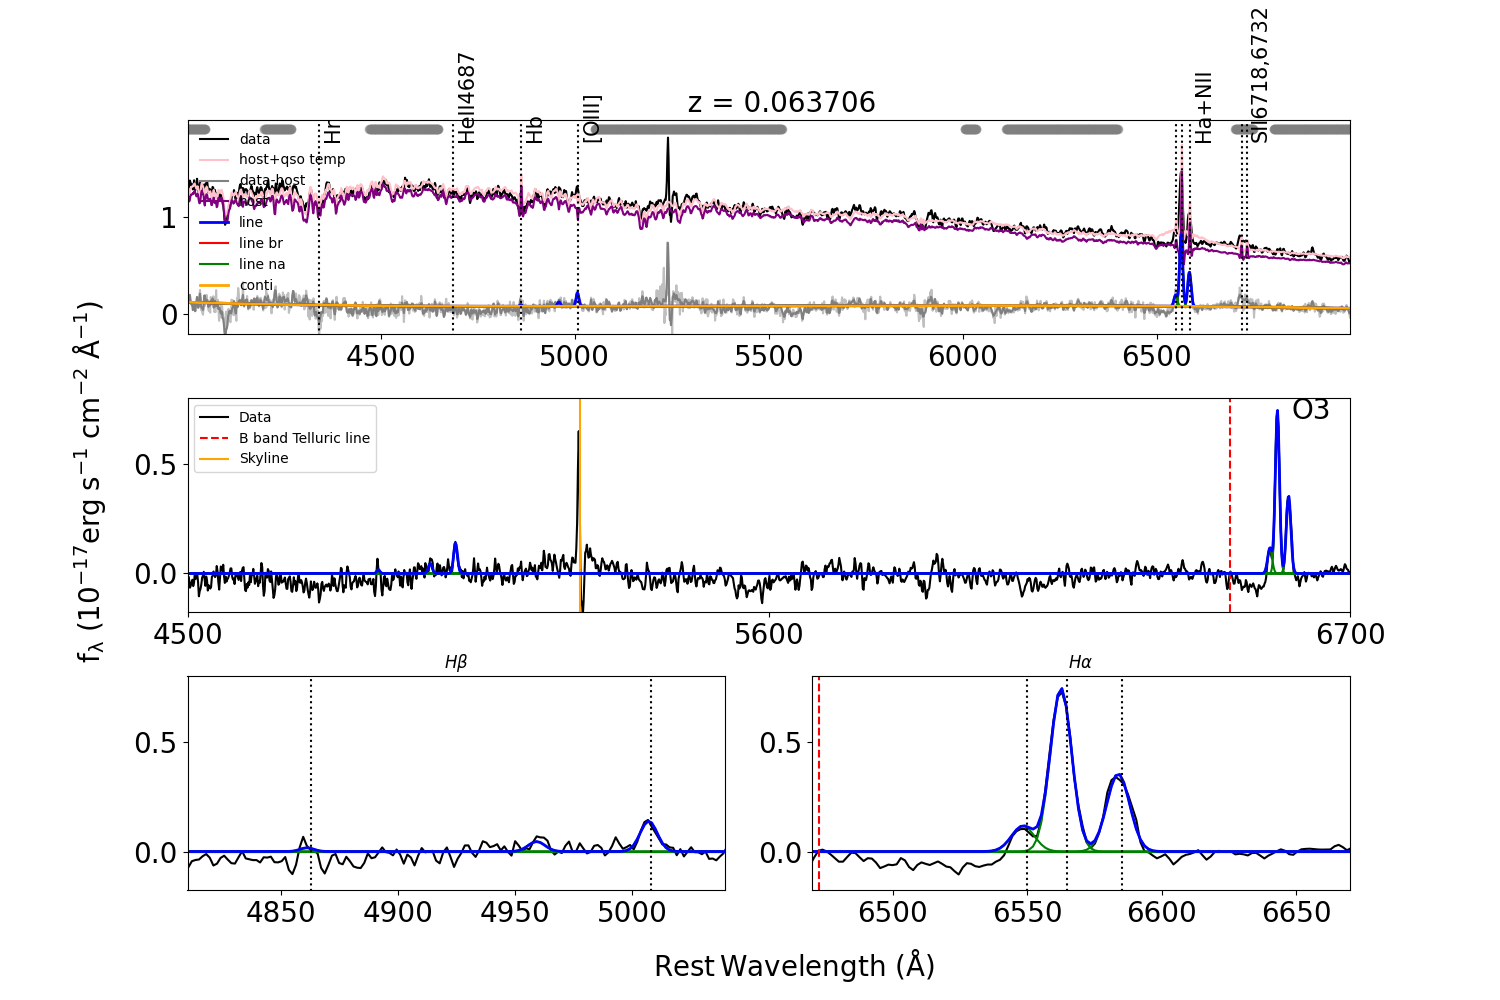 z = 0.063706
Hr
HeII4687
Hb
[OIII]
Ha+NII
SII6718,6732
data
host+qso temp
data-host
host
line
line br
line na
conti
1
0
4500 5000 5500 6000 6500
Data
B band Telluric line
Skyline
O3
0.5
0.0
4500 5600 6700
fλ (10⁻¹⁷erg s⁻¹ cm⁻² Å⁻¹)
Hβ
0.5
0.0
4850 4900 4950 5000
Hα
0.5
0.0
6500 6550 6600 6650
Rest Wavelength (Å)